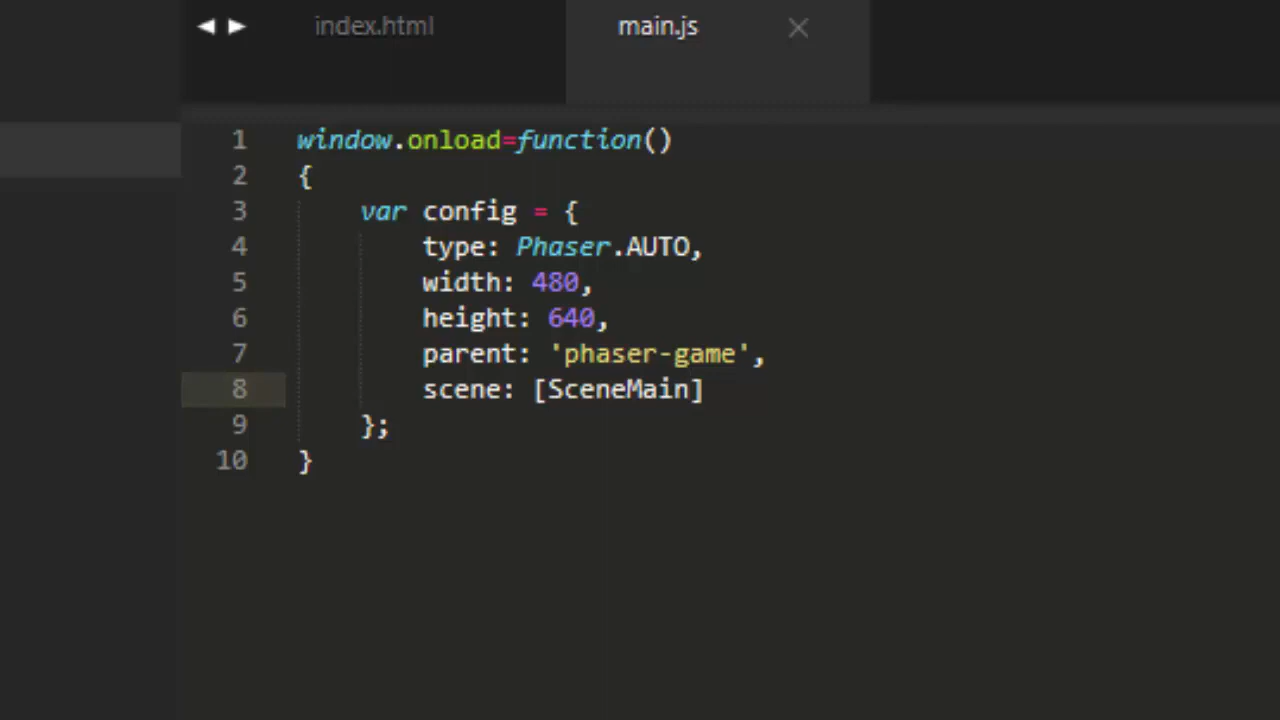 index.html main.js
1 window.onload=function()
2 {
3 var config = {
4 type: Phaser.AUTO,
5 width: 480,
6 height: 640,
7 parent: 'phaser-game',
8 scene: [SceneMain]
9 };
10 }